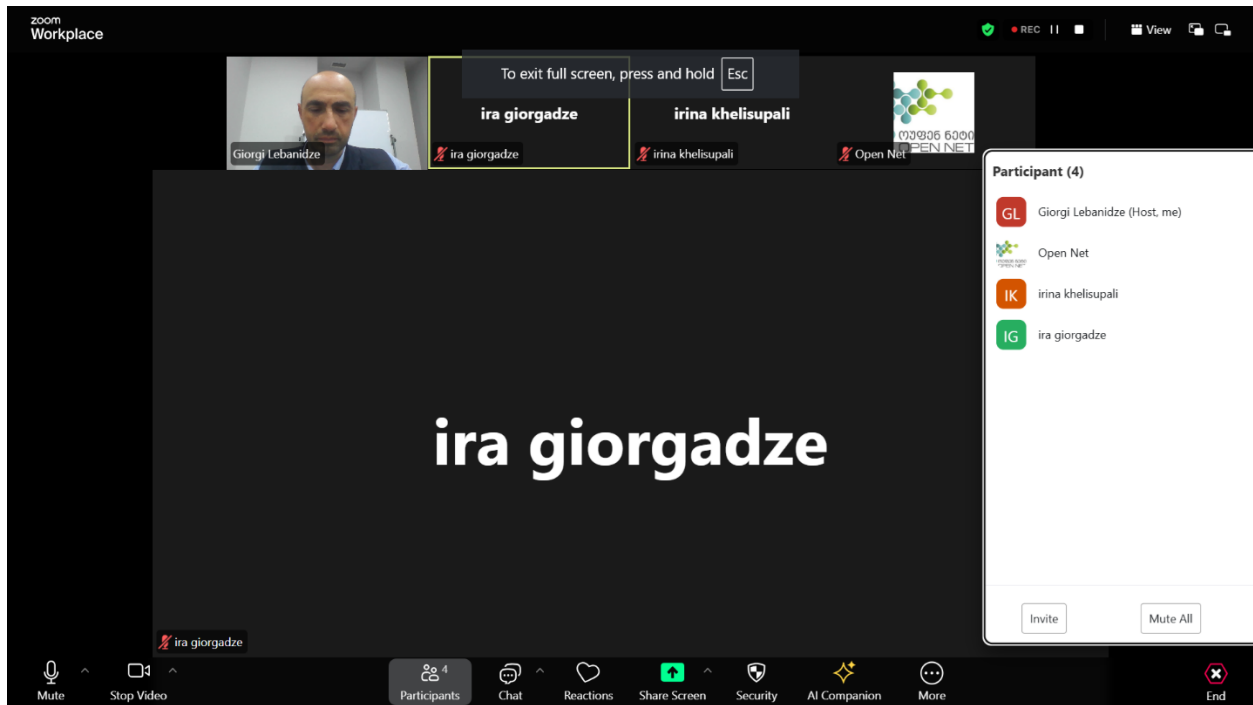 zoom
Workplace
REC
View
To exit full screen, press and hold Esc
ira giorgadze
irina khelisupali
Giorgi Lebanidze
ira giorgadze
irina khelisupali
Open Net
ოუფენ ნეტი
OPEN NET
Participant (4)
GL Giorgi Lebanidze (Host, me)
Open Net
IK irina khelisupali
IG ira giorgadze
ira giorgadze
Invite
Mute All
ira giorgadze
Mute
Stop Video
4
Participants
Chat
Reactions
Share Screen
Security
AI Companion
More
End